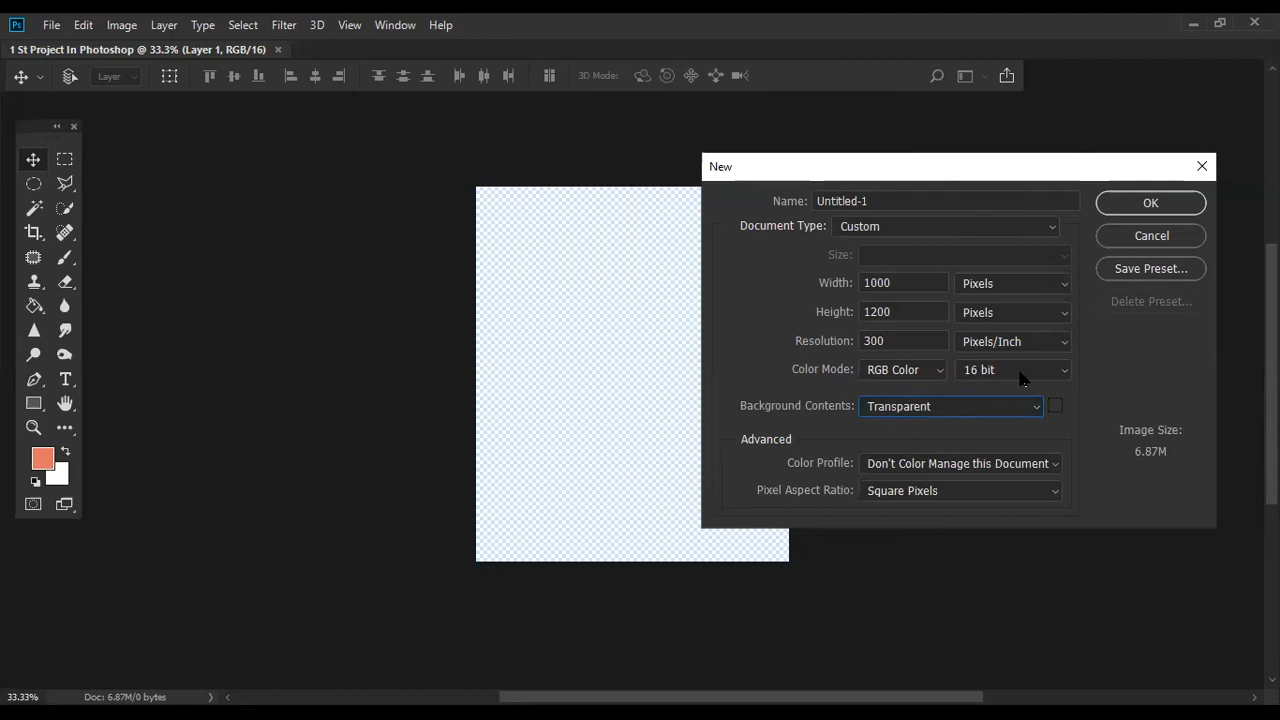 Ps File Edit Image Layer Type Select Filter 3D View Window Help
1 St Project In Photoshop @ 33.3% (Layer 1, RGB/16)
Layer 3D Mode:
New
Name: Untitled-1 OK
Document Type: Custom
Cancel
Size:
Save Preset...
Width: 1000 Pixels
Delete Preset...
Height: 1200 Pixels
Resolution: 300 Pixels/Inch
Color Mode: RGB Color 16 bit
Background Contents: Transparent
Image Size:
6.87M
Advanced
Color Profile: Don't Color Manage this Document
Pixel Aspect Ratio: Square Pixels
33.33% Doc: 6.87M/0 bytes